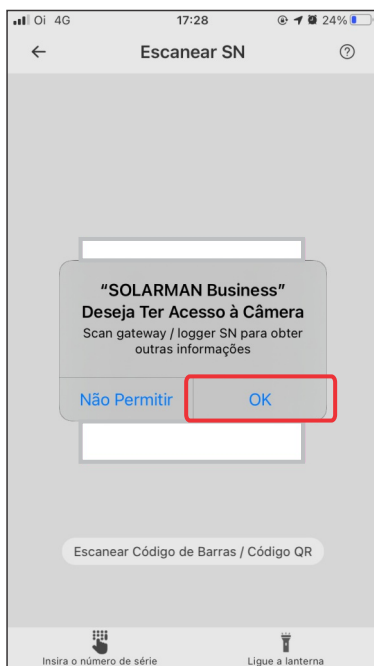 Oi 4G 17:28 24%
Escanear SN
“SOLARMAN Business”
Deseja Ter Acesso à Câmera
Scan gateway / logger SN para obter
outras informações
Não Permitir OK
Escanear Código de Barras / Código QR
Insira o número de série Ligue a lanterna